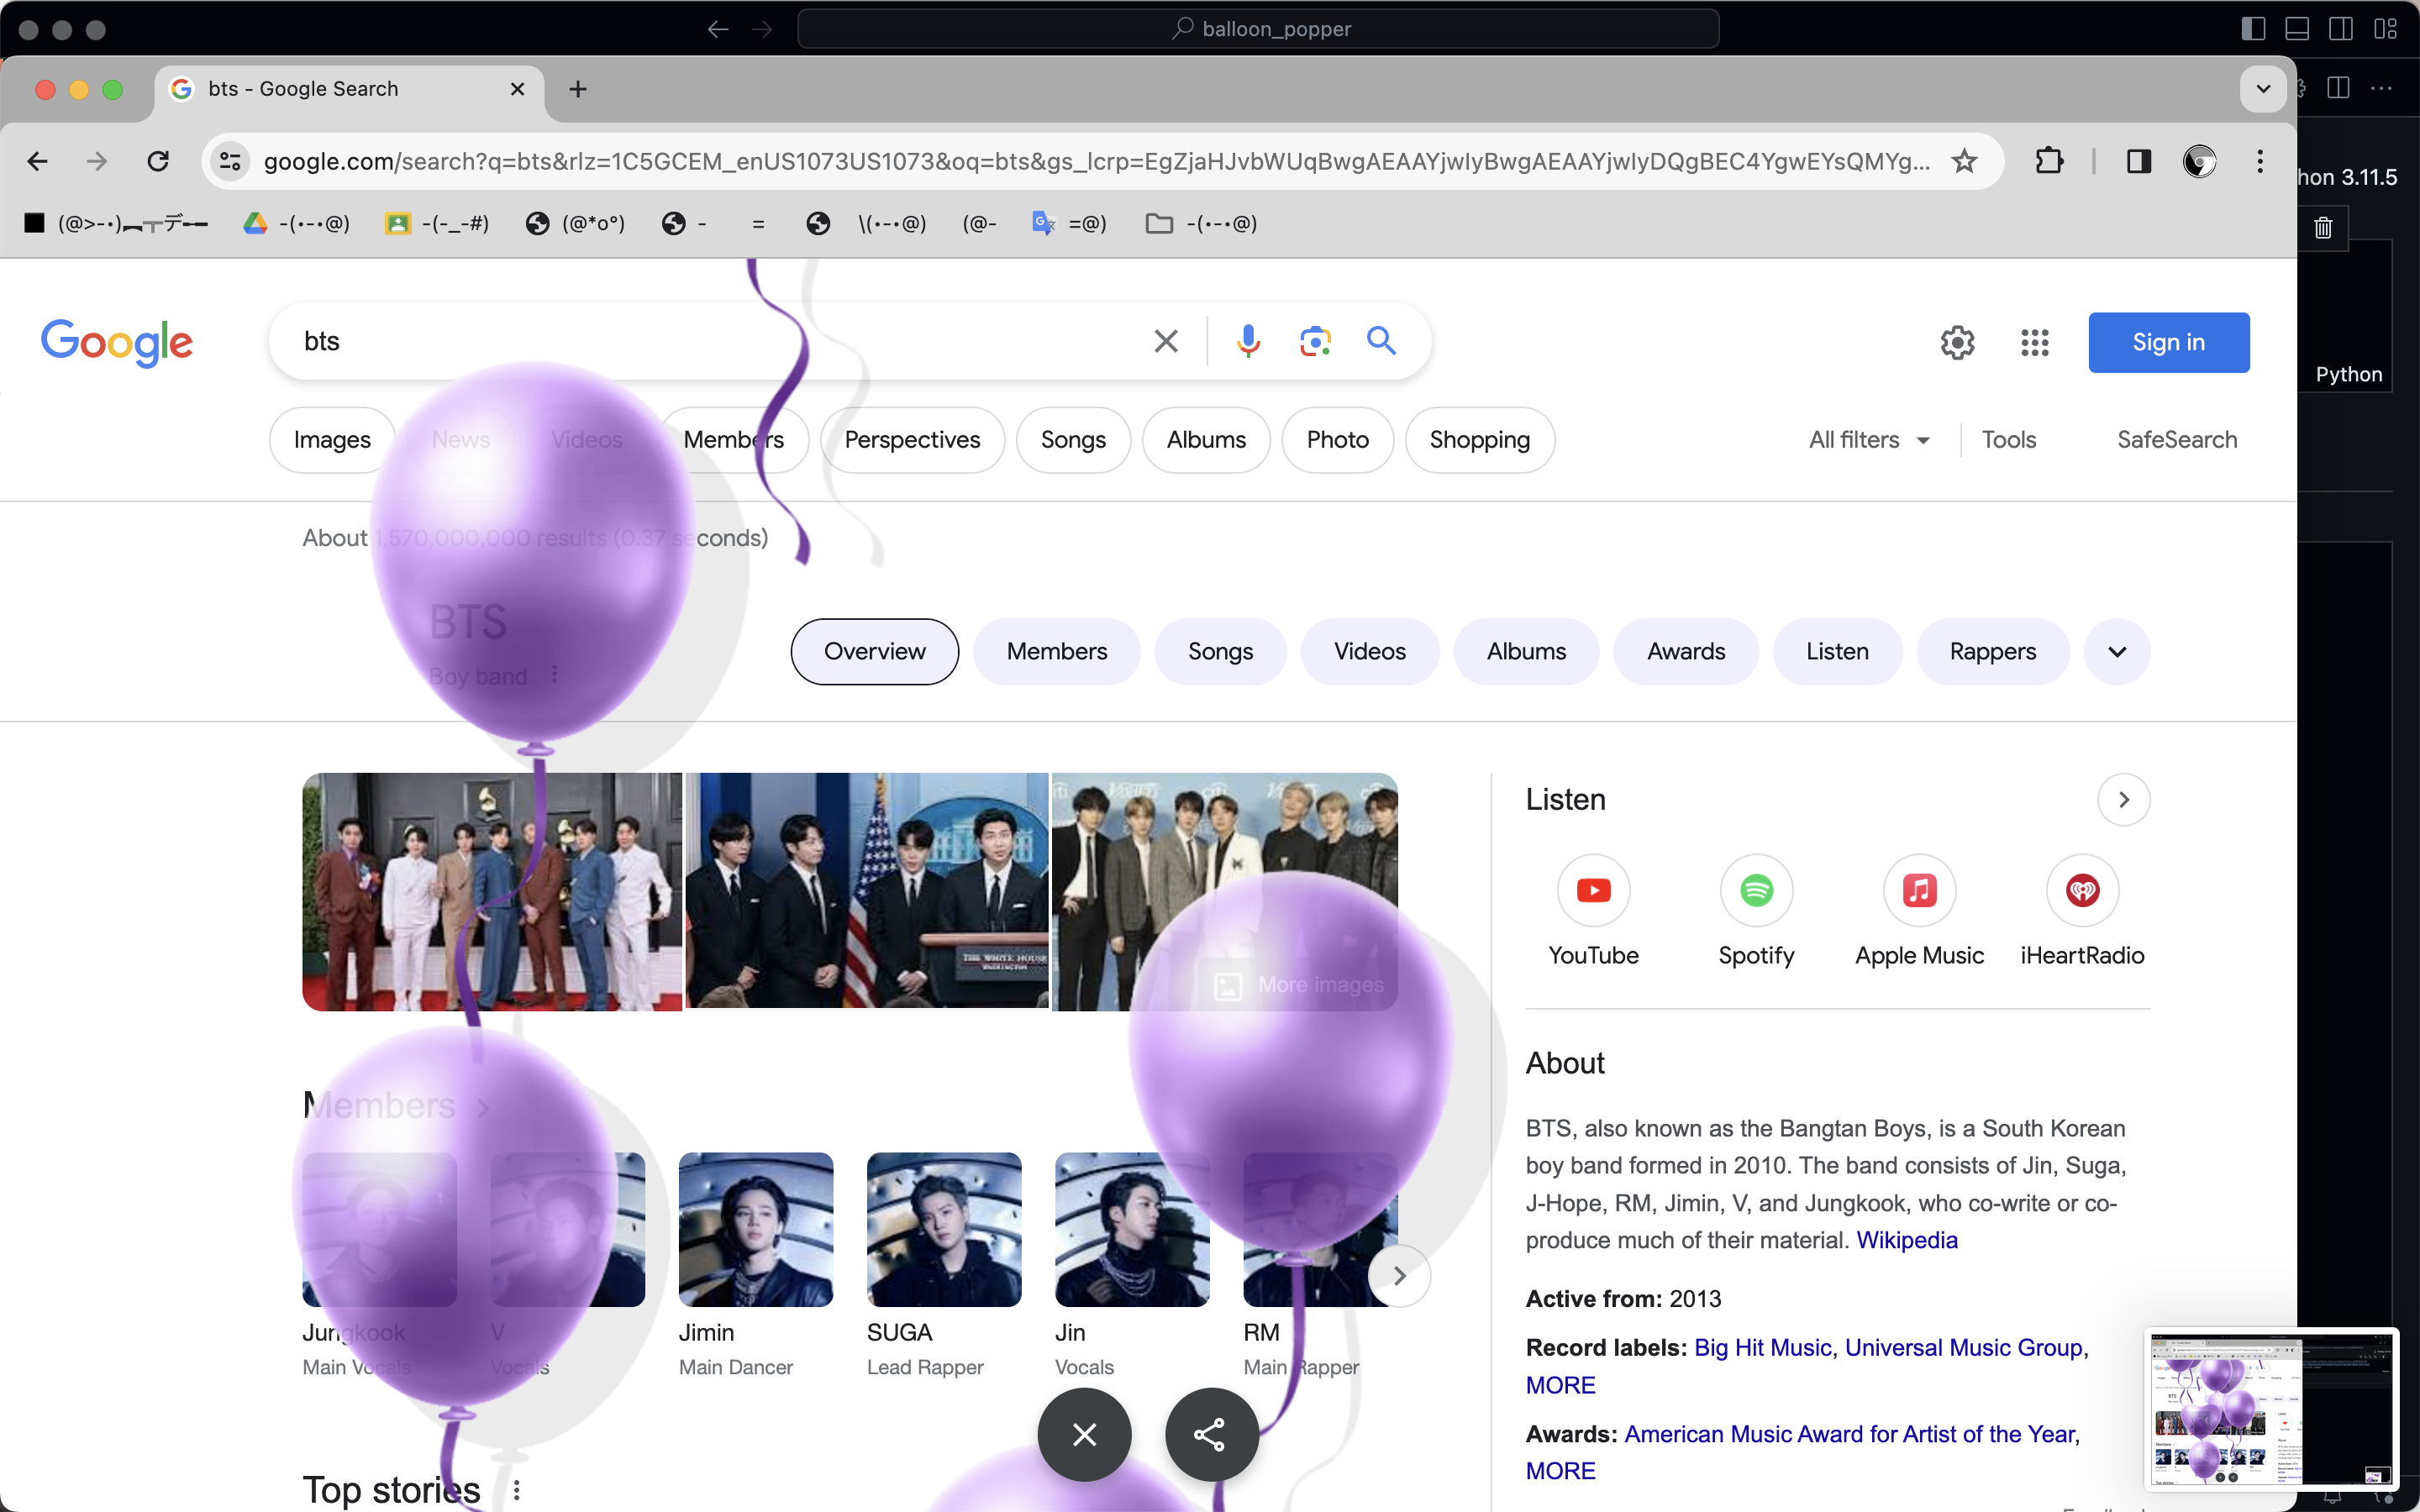 balloon_popper
bts - Google Search
google.com/search?q=bts&rlz=1C5GCEM_enUS1073US1073&oq=bts&gs_lcrp=EgZjaHJvbWUqBwgAEAAYjwIyBwgAEAAYjwIyDQgBEC4YgwEYsQMYg...
hon 3.11.5
(@>-•)︻┳デ═— -(•-•@) -(-_-#) (@*o°) - = \(•-•@) (@- =@) -(•-•@)
Google
bts
Sign in
Python
Images News Videos Members Perspectives Songs Albums Photo Shopping
All filters Tools SafeSearch
About 1,570,000,000 results (0.37 seconds)
BTS
Boy band
Overview Members Songs Videos Albums Awards Listen Rappers
THE WHITE HOUSE
WASHINGTON
More images
Listen
YouTube Spotify Apple Music iHeartRadio
Members
Jungkook V Jimin SUGA Jin RM
Main Vocals Vocals Main Dancer Lead Rapper Vocals Main Rapper
Top stories
About
BTS, also known as the Bangtan Boys, is a South Korean
boy band formed in 2010. The band consists of Jin, Suga,
J-Hope, RM, Jimin, V, and Jungkook, who co-write or co-
produce much of their material. Wikipedia
Active from: 2013
Record labels: Big Hit Music, Universal Music Group,
MORE
Awards: American Music Award for Artist of the Year,
MORE